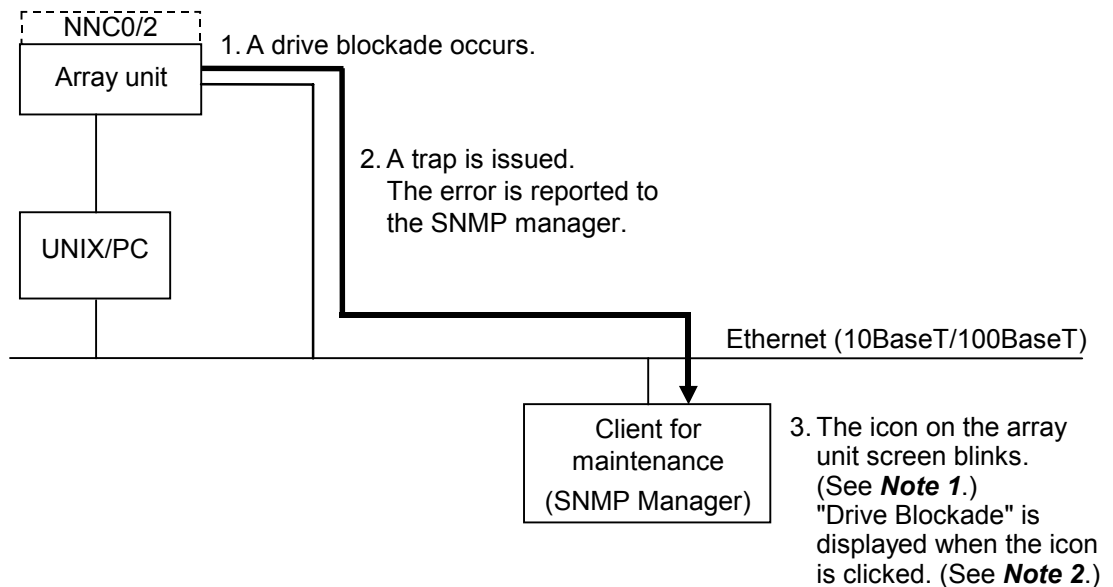 NNC0/2
Array unit
1. A drive blockade occurs.
2. A trap is issued.
The error is reported to
the SNMP manager.
UNIX/PC
Ethernet (10BaseT/100BaseT)
Client for
maintenance
(SNMP Manager)
3. The icon on the array
unit screen blinks.
(See Note 1.)
"Drive Blockade" is
displayed when the icon
is clicked. (See Note 2.)